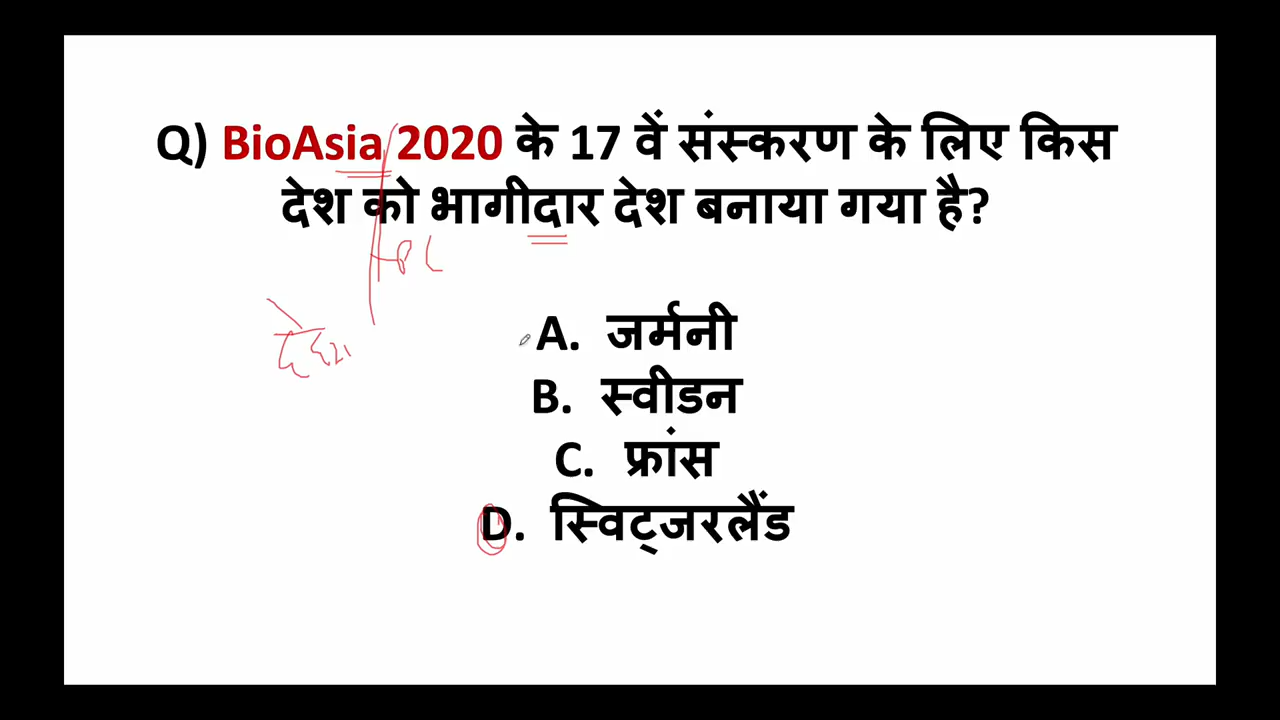 Q) BioAsia 2020 के 17 वें संस्करण के लिए किस
देश को भागीदार देश बनाया गया है?
A. जर्मनी
B. स्वीडन
C. फ्रांस
D. स्विट्जरलैंड